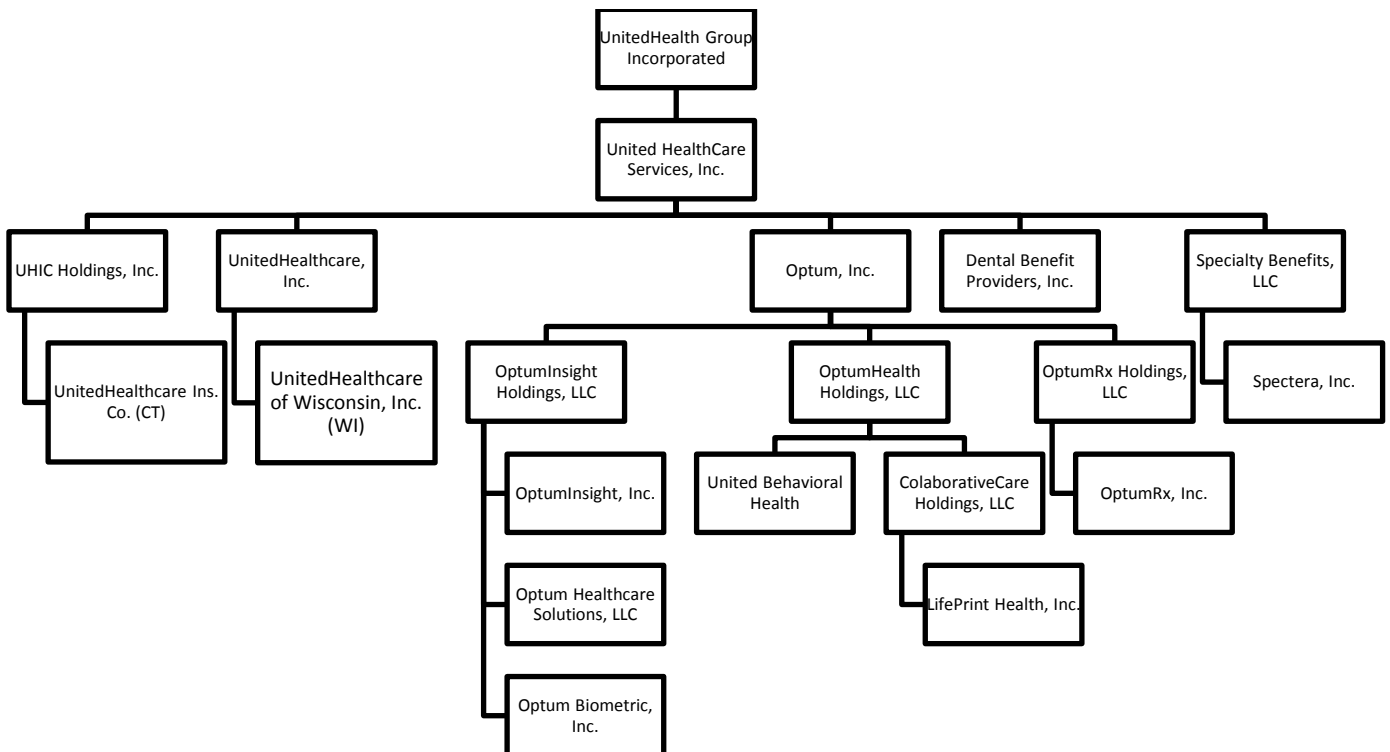 UnitedHealth Group
Incorporated
United HealthCare
Services, Inc.
UHIC Holdings, Inc.
UnitedHealthcare,
Inc.
Optum, Inc.
Dental Benefit
Providers, Inc.
Specialty Benefits,
LLC
UnitedHealthcare Ins.
Co. (CT)
UnitedHealthcare
of Wisconsin, Inc.
(WI)
OptumInsight
Holdings, LLC
OptumHealth
Holdings, LLC
OptumRx Holdings,
LLC
Spectera, Inc.
OptumInsight, Inc.
United Behavioral
Health
ColaborativeCare
Holdings, LLC
OptumRx, Inc.
Optum Healthcare
Solutions, LLC
LifePrint Health, Inc.
Optum Biometric,
Inc.